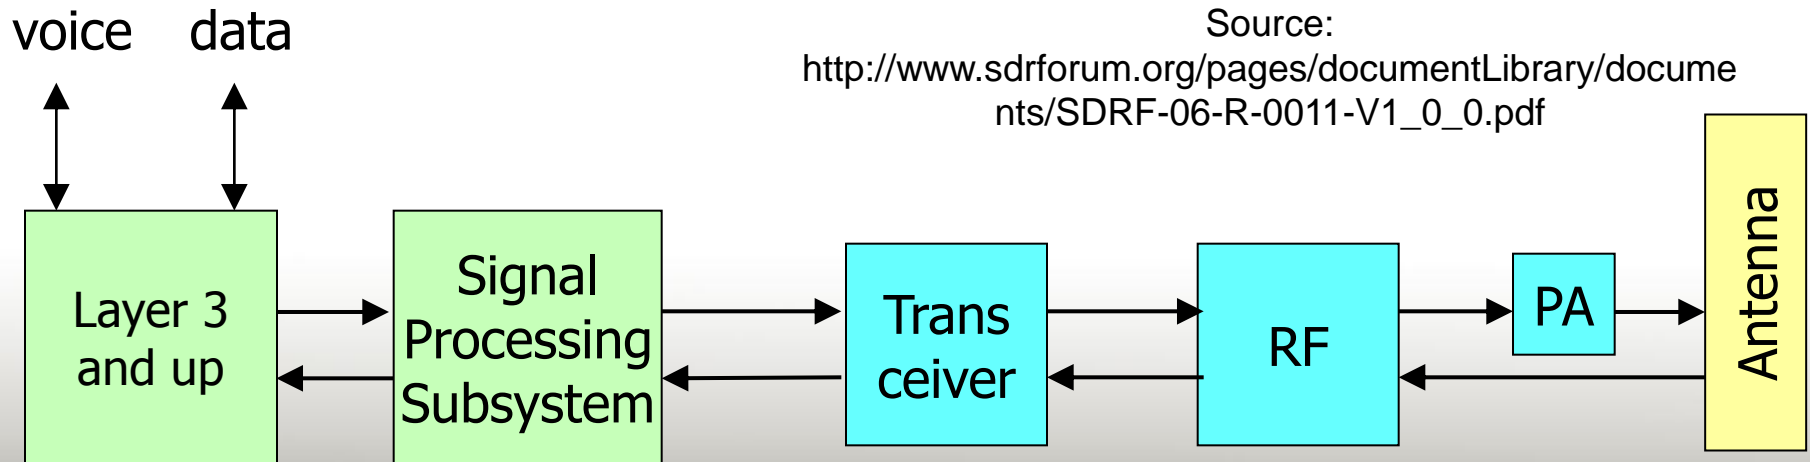 voice data
Source:
http://www.sdrforum.org/pages/documentLibrary/docume
nts/SDRF-06-R-0011-V1_0_0.pdf
Layer 3
and up
Signal
Processing
Subsystem
Trans
ceiver
RF
PA
Antenna